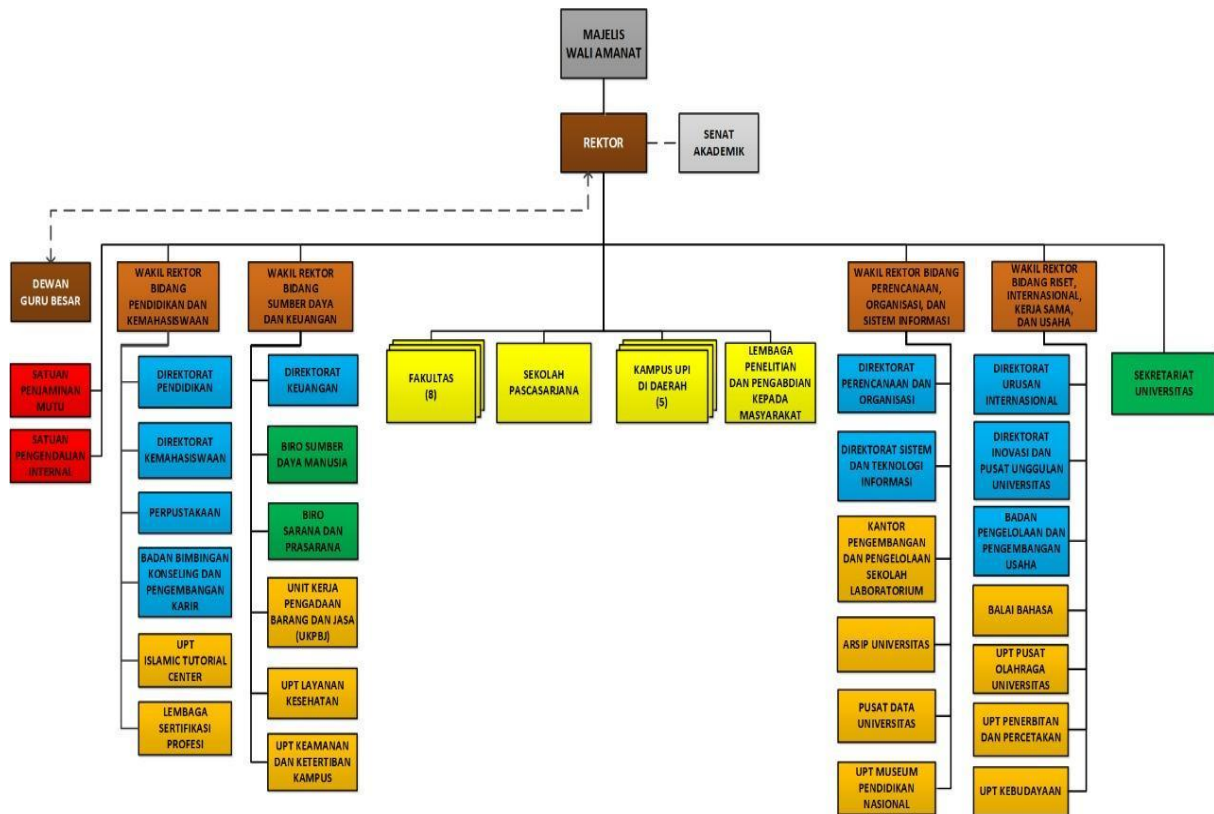 MAJELIS
WALI AMANAT
REKTOR
SENAT
AKADEMIK
DEWAN
GURU BESAR
WAKIL REKTOR
BIDANG
PENDIDIKAN DAN
KEMAHASISWAAN
WAKIL REKTOR
BIDANG
SUMBER DAYA
DAN KEUANGAN
WAKIL REKTOR BIDANG
PERENCANAAN,
ORGANISASI, DAN
SISTEM INFORMASI
WAKIL REKTOR
BIDANG RISET,
INTERNASIONAL,
KERJA SAMA,
DAN USAHA
SATUAN
PENJAMINAN
MUTU
SATUAN
PENGENDALIAN
INTERNAL
DIREKTORAT
PENDIDIKAN
DIREKTORAT
KEMAHASISWAAN
PERPUSTAKAAN
BADAN BIMBINGAN
KONSELING DAN
PENGEMBANGAN
KARIR
UPT
ISLAMIC TUTORIAL
CENTER
LEMBAGA
SERTIFIKASI
PROFESI
DIREKTORAT
KEUANGAN
BIRO SUMBER
DAYA MANUSIA
BIRO
SARANA DAN
PRASARANA
UNIT KERJA
PENGADAAN
BARANG DAN JASA
(UKPBJ)
UPT LAYANAN
KESEHATAN
UPT KEAMANAN
DAN KETERTIBAN
KAMPUS
FAKULTAS
(8)
SEKOLAH
PASCASARJANA
KAMPUS UPI
DI DAERAH
(5)
LEMBAGA
PENELITIAN
DAN PENGABDIAN
KEPADA
MASYARAKAT
DIREKTORAT
PERENCANAAN DAN
ORGANISASI
DIREKTORAT SISTEM
DAN TEKNOLOGI
INFORMASI
KANTOR
PENGEMBANGAN
DAN PENGELOLAAN
SEKOLAH
LABORATORIUM
ARSIP UNIVERSITAS
PUSAT DATA
UNIVERSITAS
UPT MUSEUM
PENDIDIKAN
NASIONAL
DIREKTORAT
URUSAN
INTERNASIONAL
DIREKTORAT
INOVASI DAN
PUSAT UNGGULAN
UNIVERSITAS
BADAN
PENGELOLAAN DAN
PENGEMBANGAN
USAHA
BALAI BAHASA
UPT PUSAT
OLAHRAGA
UNIVERSITAS
UPT PENERBITAN
DAN PERCETAKAN
UPT KEBUDAYAAN
SEKRETARIAT
UNIVERSITAS